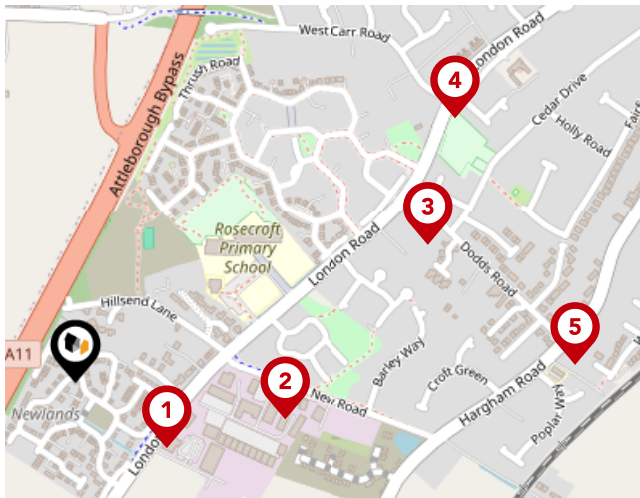 West Carr Road
London Road
Thrush Road
4
Attleborough Bypass
Cedar Drive
Holly Road
Fair
3
Rosecroft
Primary
School
London Road
Dodds Road
Hillsend Lane
5
A11
Barley Way
Croft Green
2
New Road
Hargham Road
1
Newlands
Poplar Way
W
Londo